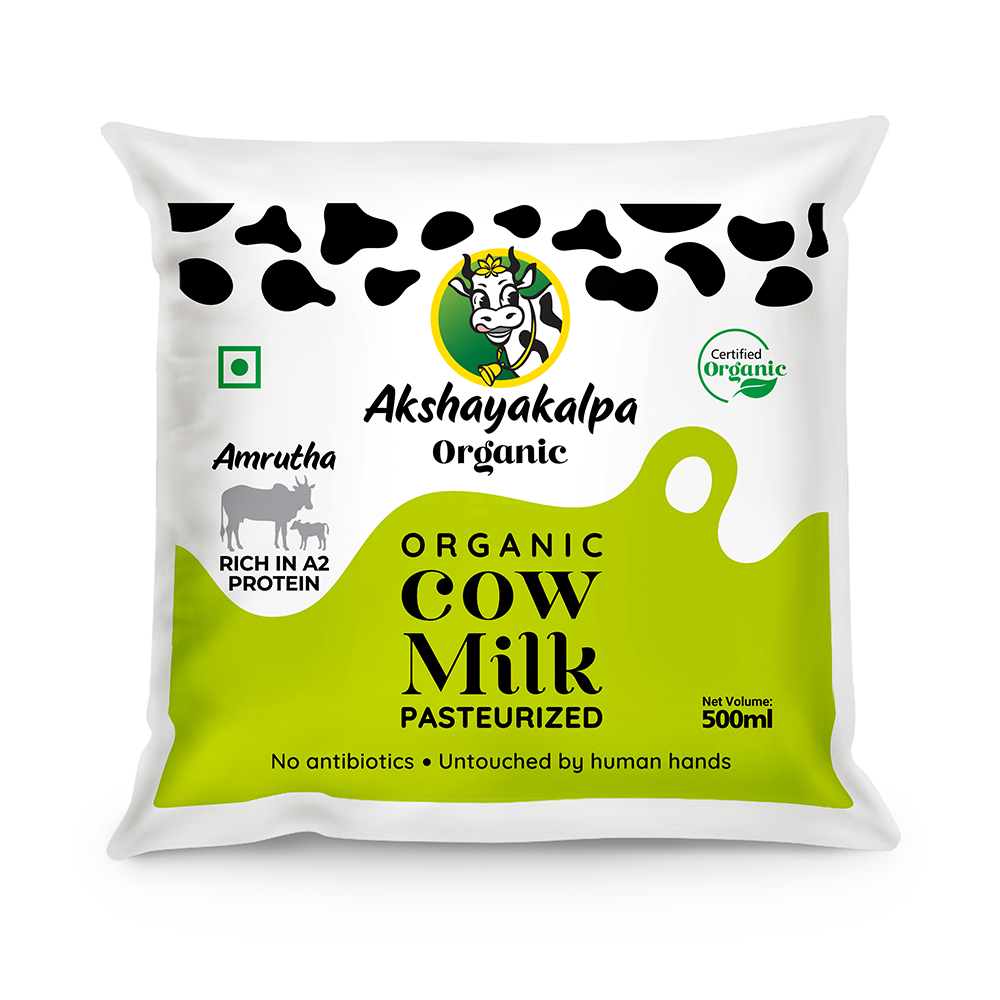 Akshayakalpa
Organic
Certified
Organic
Amrutha
RICH IN A2
PROTEIN
ORGANIC
cow
Milk
PASTEURIZED
Net Volume:
500ml
No antibiotics • Untouched by human hands